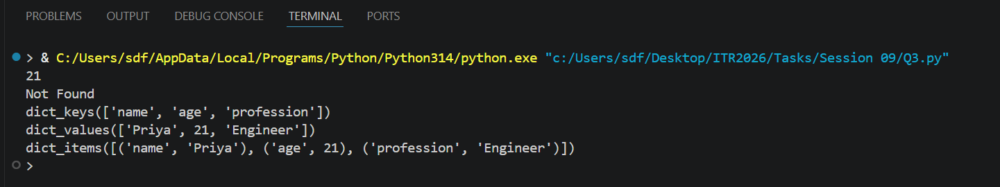 PROBLEMS OUTPUT DEBUG CONSOLE TERMINAL PORTS
> & C:/Users/sdf/AppData/Local/Programs/Python/Python314/python.exe "c:/Users/sdf/Desktop/ITR2026/Tasks/Session 09/Q3.py"
21
Not Found
dict_keys(['name', 'age', 'profession'])
dict_values(['Priya', 21, 'Engineer'])
dict_items([('name', 'Priya'), ('age', 21), ('profession', 'Engineer')])
>